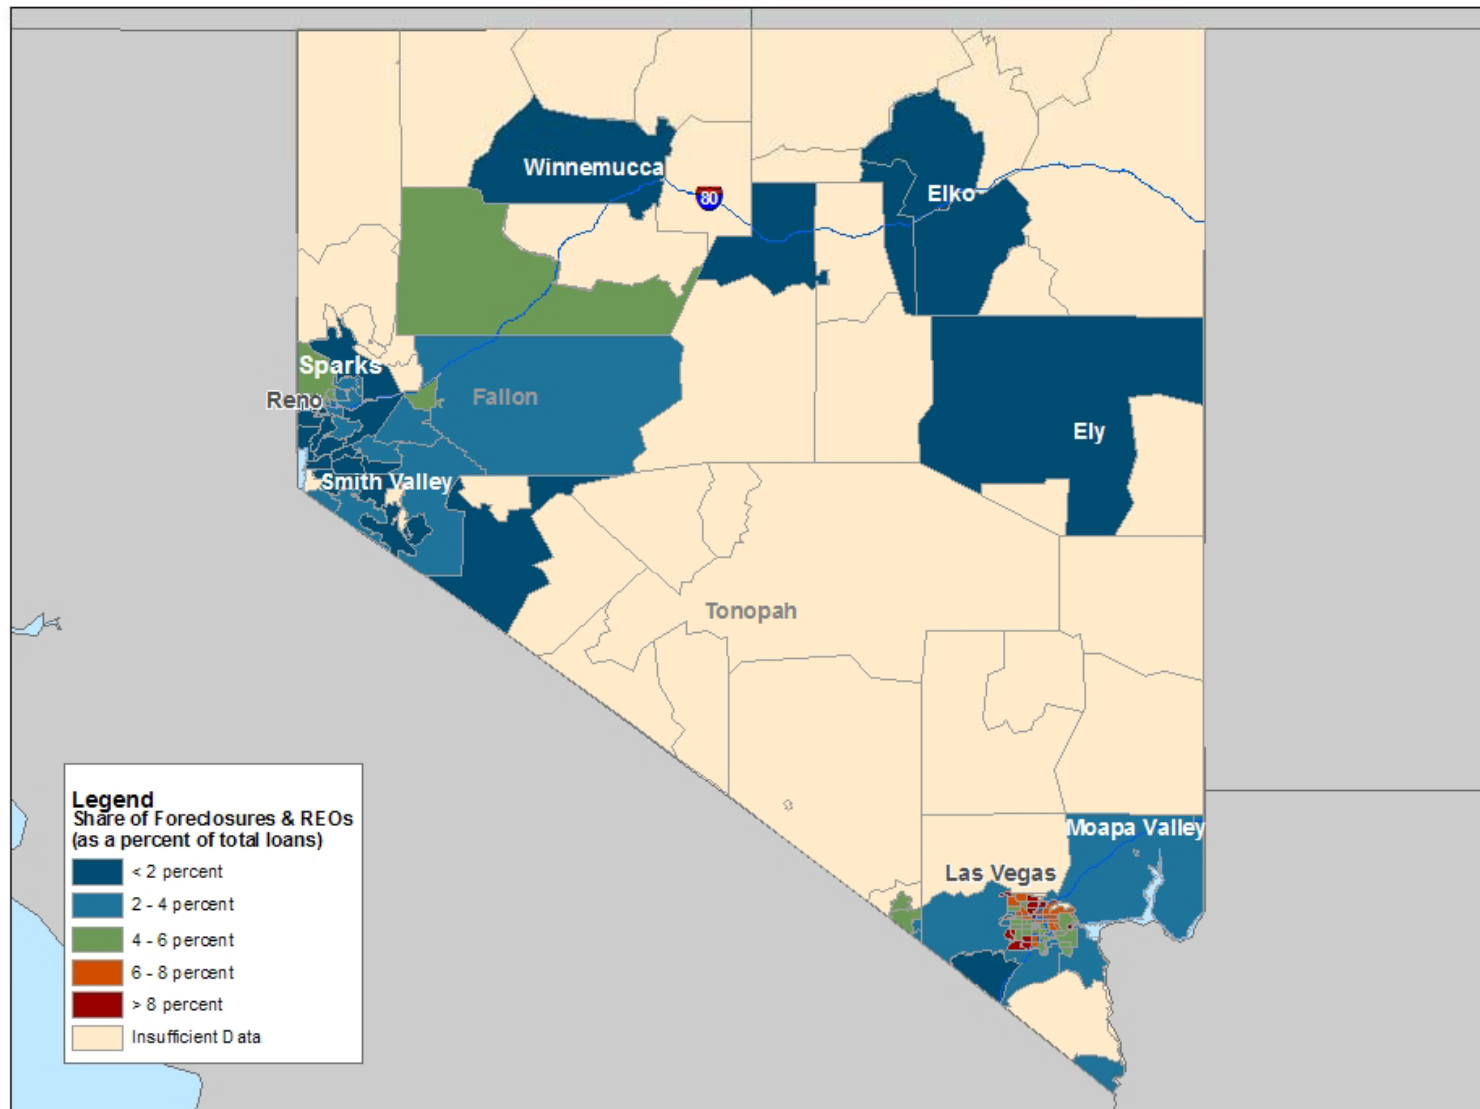 Winnemucca
80
Elko
Sparks
Reno
Fallon
Ely
Smith Valley
Tonopah
Moapa Valley
Las Vegas
Legend
Share of Foreclosures & REOs
(as a percent of total loans)
< 2 percent
2 - 4 percent
4 - 6 percent
6 - 8 percent
> 8 percent
Insufficient Data